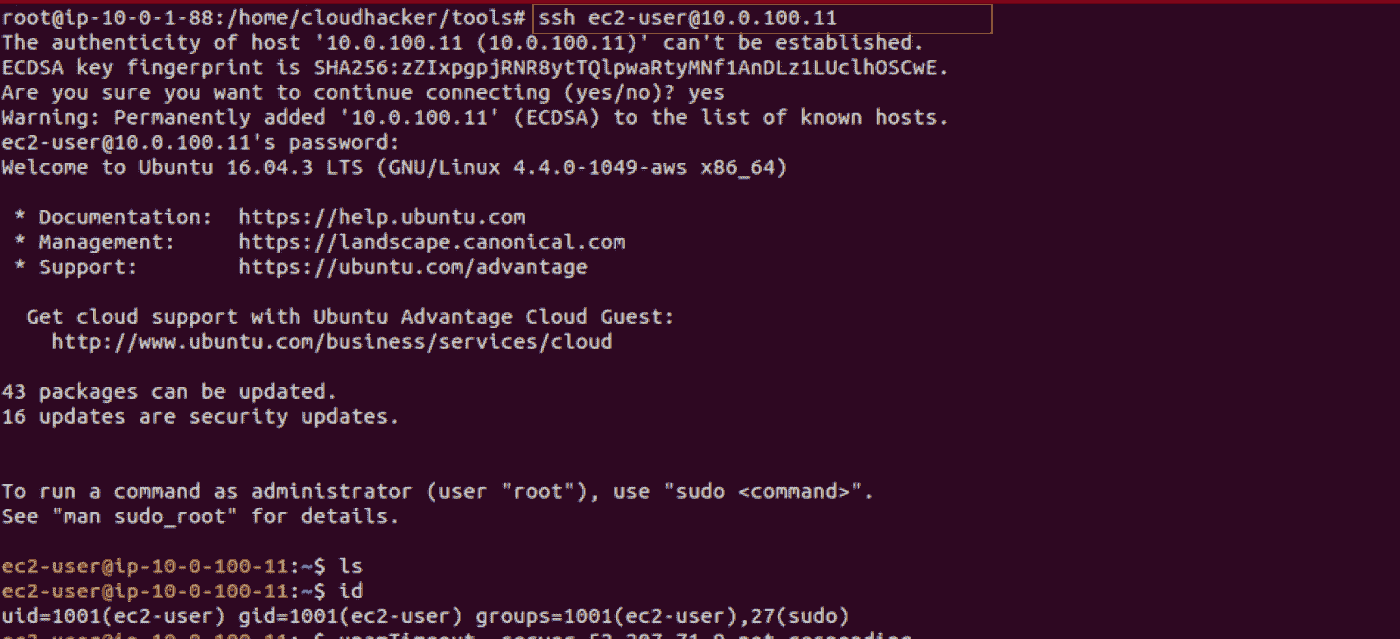 root@ip-10-0-1-88:/home/cloudhacker/tools# ssh ec2-user@10.0.100.11
The authenticity of host '10.0.100.11 (10.0.100.11)' can't be established.
ECDSA key fingerprint is SHA256:zZIxpgpjRNR8ytTQlpwaRtyMNf1AnDLz1LUclhOSCwE.
Are you sure you want to continue connecting (yes/no)? yes
Warning: Permanently added '10.0.100.11' (ECDSA) to the list of known hosts.
ec2-user@10.0.100.11's password:
Welcome to Ubuntu 16.04.3 LTS (GNU/Linux 4.4.0-1049-aws x86_64)
* Documentation: https://help.ubuntu.com
* Management: https://landscape.canonical.com
* Support: https://ubuntu.com/advantage
Get cloud support with Ubuntu Advantage Cloud Guest:
http://www.ubuntu.com/business/services/cloud
43 packages can be updated.
16 updates are security updates.
To run a command as administrator (user "root"), use "sudo <command>".
See "man sudo_root" for details.
ec2-user@ip-10-0-100-11:~$ ls
ec2-user@ip-10-0-100-11:~$ id
uid=1001(ec2-user) gid=1001(ec2-user) groups=1001(ec2-user),27(sudo)